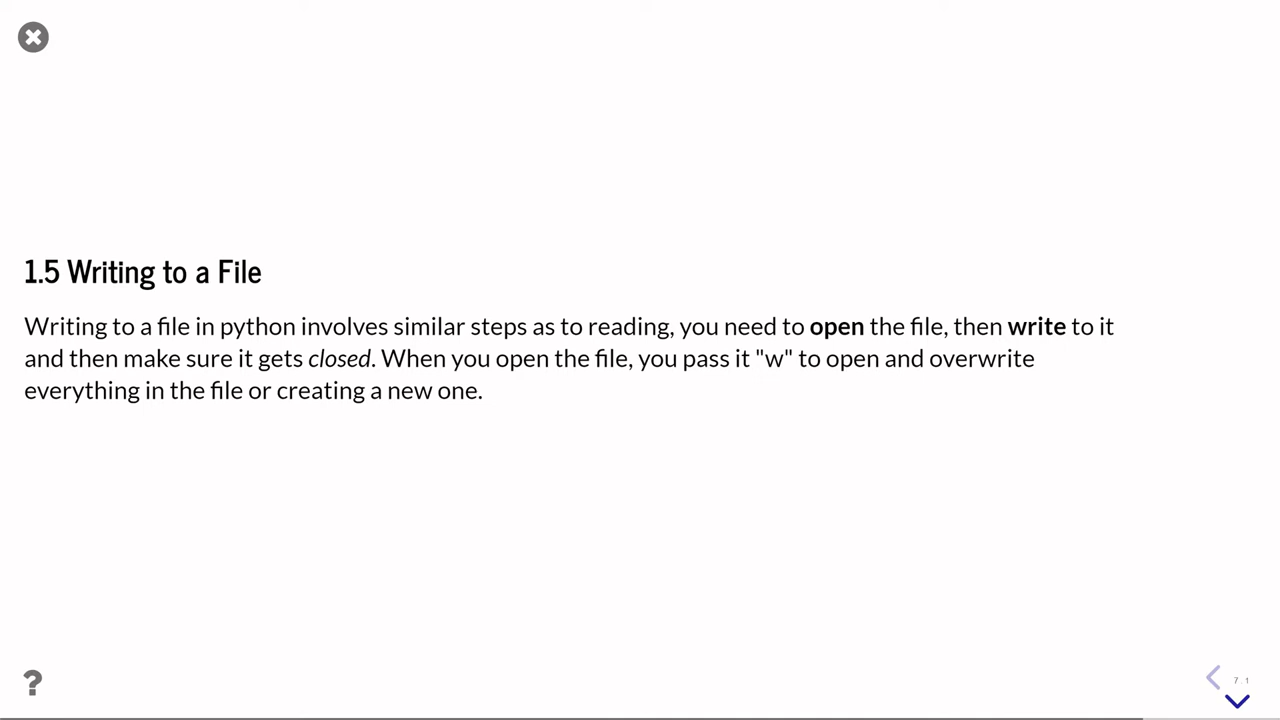 1.5 Writing to a File
Writing to a file in python involves similar steps as to reading, you need to open the file, then write to it
and then make sure it gets closed. When you open the file, you pass it "w" to open and overwrite
everything in the file or creating a new one.
?
7.1